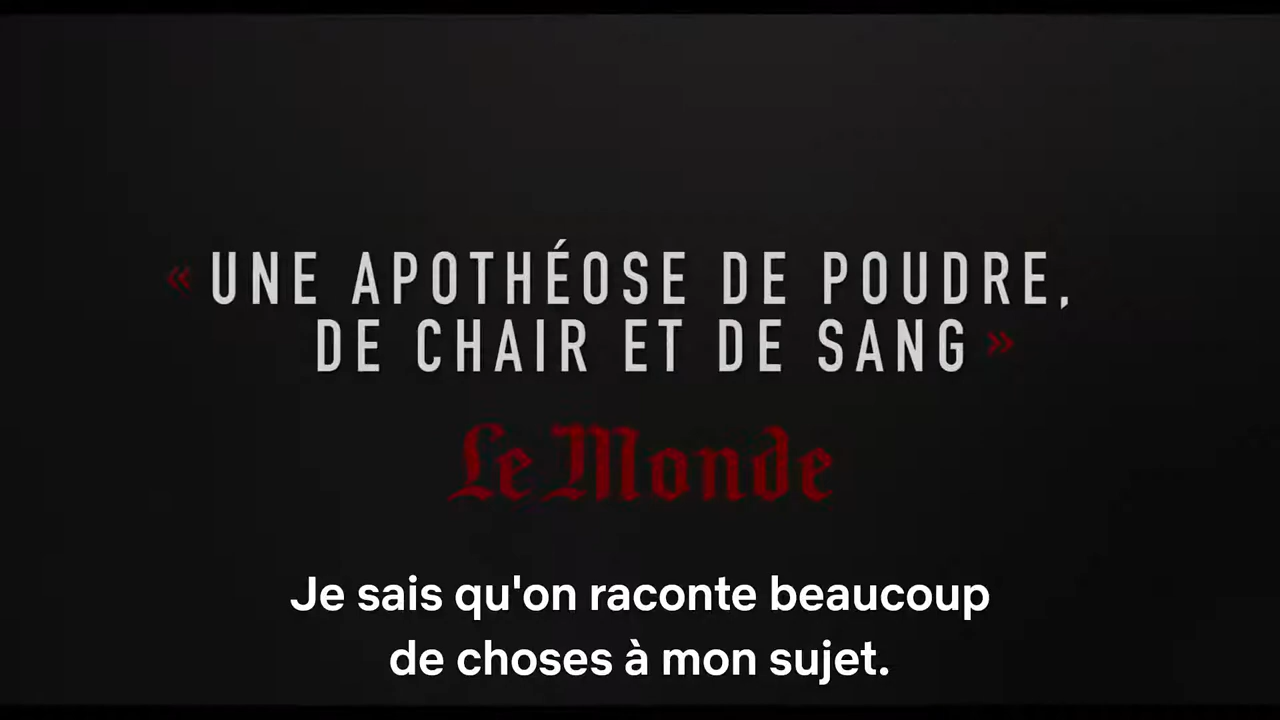 « UNE APOTHÉOSE DE POUDRE,
DE CHAIR ET DE SANG »
Le Monde
Je sais qu'on raconte beaucoup
de choses à mon sujet.